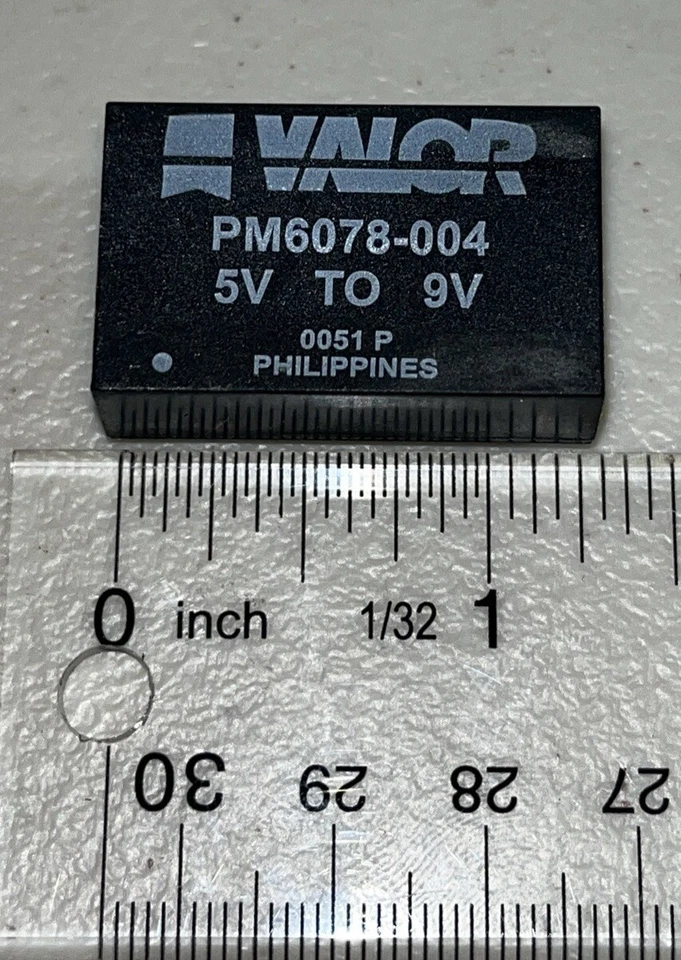 VALOR
PM6078-004
5V TO 9V
0051 P
PHILIPPINES
0 inch 1/32 1
30 29 28 27